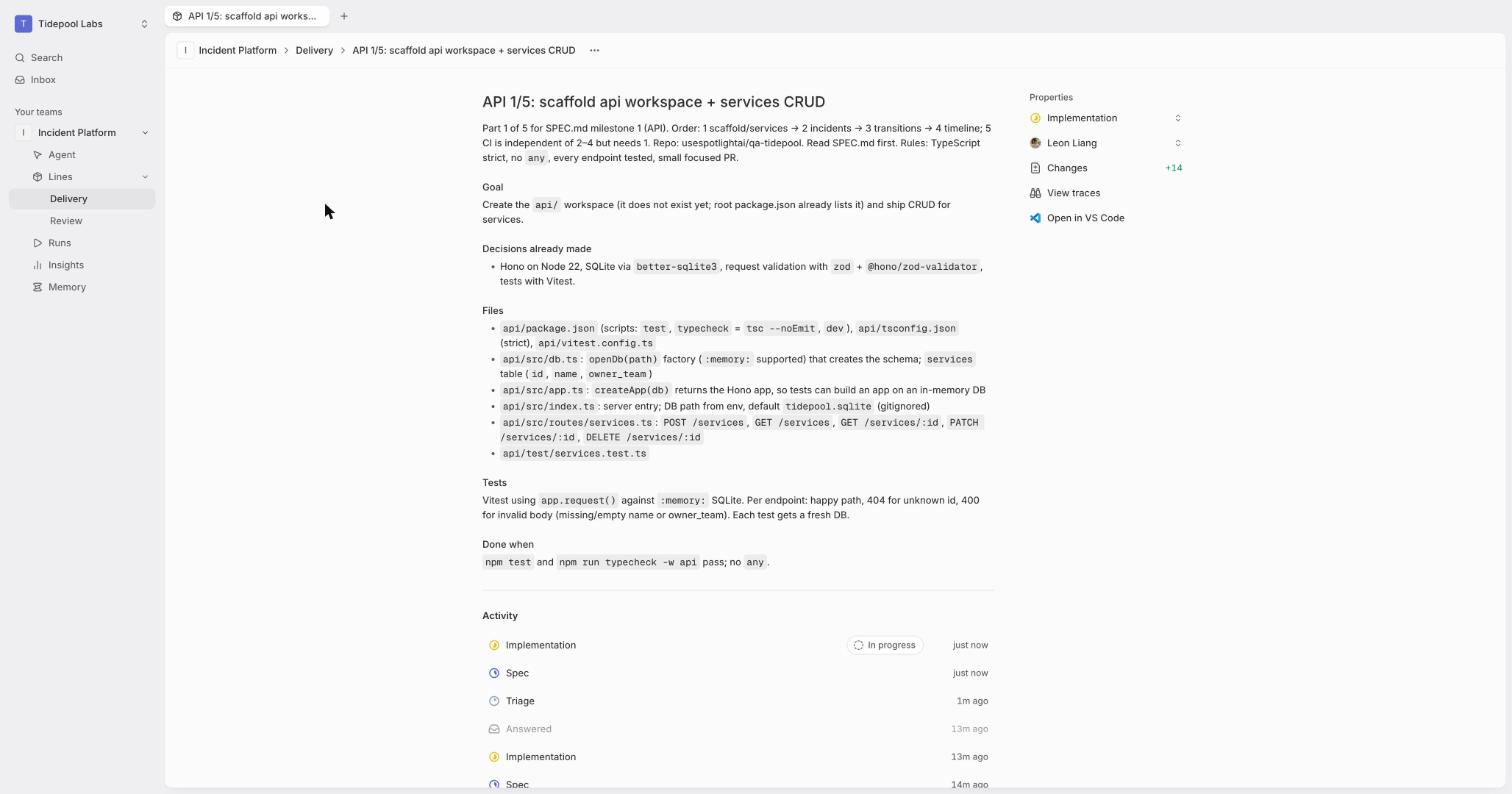 T Tidepool Labs
Search
Inbox
Your teams
I Incident Platform
Agent
Lines
Delivery
Review
Runs
Insights
Memory
API 1/5: scaffold api works... +
I Incident Platform > Delivery > API 1/5: scaffold api workspace + services CRUD ...
API 1/5: scaffold api workspace + services CRUD
Part 1 of 5 for SPEC.md milestone 1 (API). Order: 1 scaffold/services → 2 incidents → 3 transitions → 4 timeline; 5
CI is independent of 2–4 but needs 1. Repo: usespotlightai/qa-tidepool. Read SPEC.md first. Rules: TypeScript
strict, no any, every endpoint tested, small focused PR.
Goal
Create the api/ workspace (it does not exist yet; root package.json already lists it) and ship CRUD for
services.
Decisions already made
• Hono on Node 22, SQLite via better-sqlite3, request validation with zod + @hono/zod-validator,
tests with Vitest.
Files
• api/package.json (scripts: test, typecheck = tsc --noEmit, dev), api/tsconfig.json
(strict), api/vitest.config.ts
• api/src/db.ts: openDb(path) factory (:memory: supported) that creates the schema; services
table (id, name, owner_team)
• api/src/app.ts: createApp(db) returns the Hono app, so tests can build an app on an in-memory DB
• api/src/index.ts: server entry; DB path from env, default tidepool.sqlite (gitignored)
• api/src/routes/services.ts: POST /services, GET /services, GET /services/:id, PATCH
/services/:id, DELETE /services/:id
• api/test/services.test.ts
Tests
Vitest using app.request() against :memory: SQLite. Per endpoint: happy path, 404 for unknown id, 400
for invalid body (missing/empty name or owner_team). Each test gets a fresh DB.
Done when
npm test and npm run typecheck -w api pass; no any.
Activity
Implementation In progress just now
Spec just now
Triage 1m ago
Answered 13m ago
Implementation 13m ago
Spec 14m ago
Properties
Implementation
Leon Liang
Changes +14
View traces
Open in VS Code